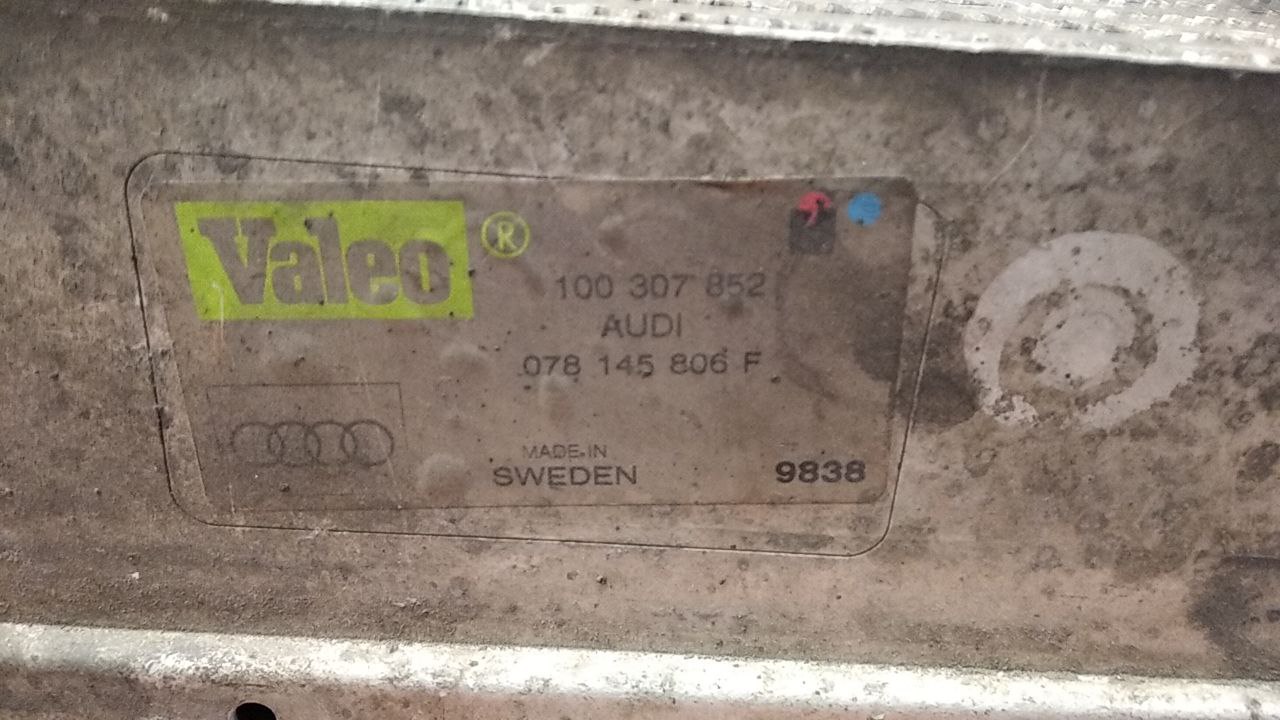 Valeo ®
100 307 852
AUDI
078 145 806 F
MADE IN
SWEDEN
9838